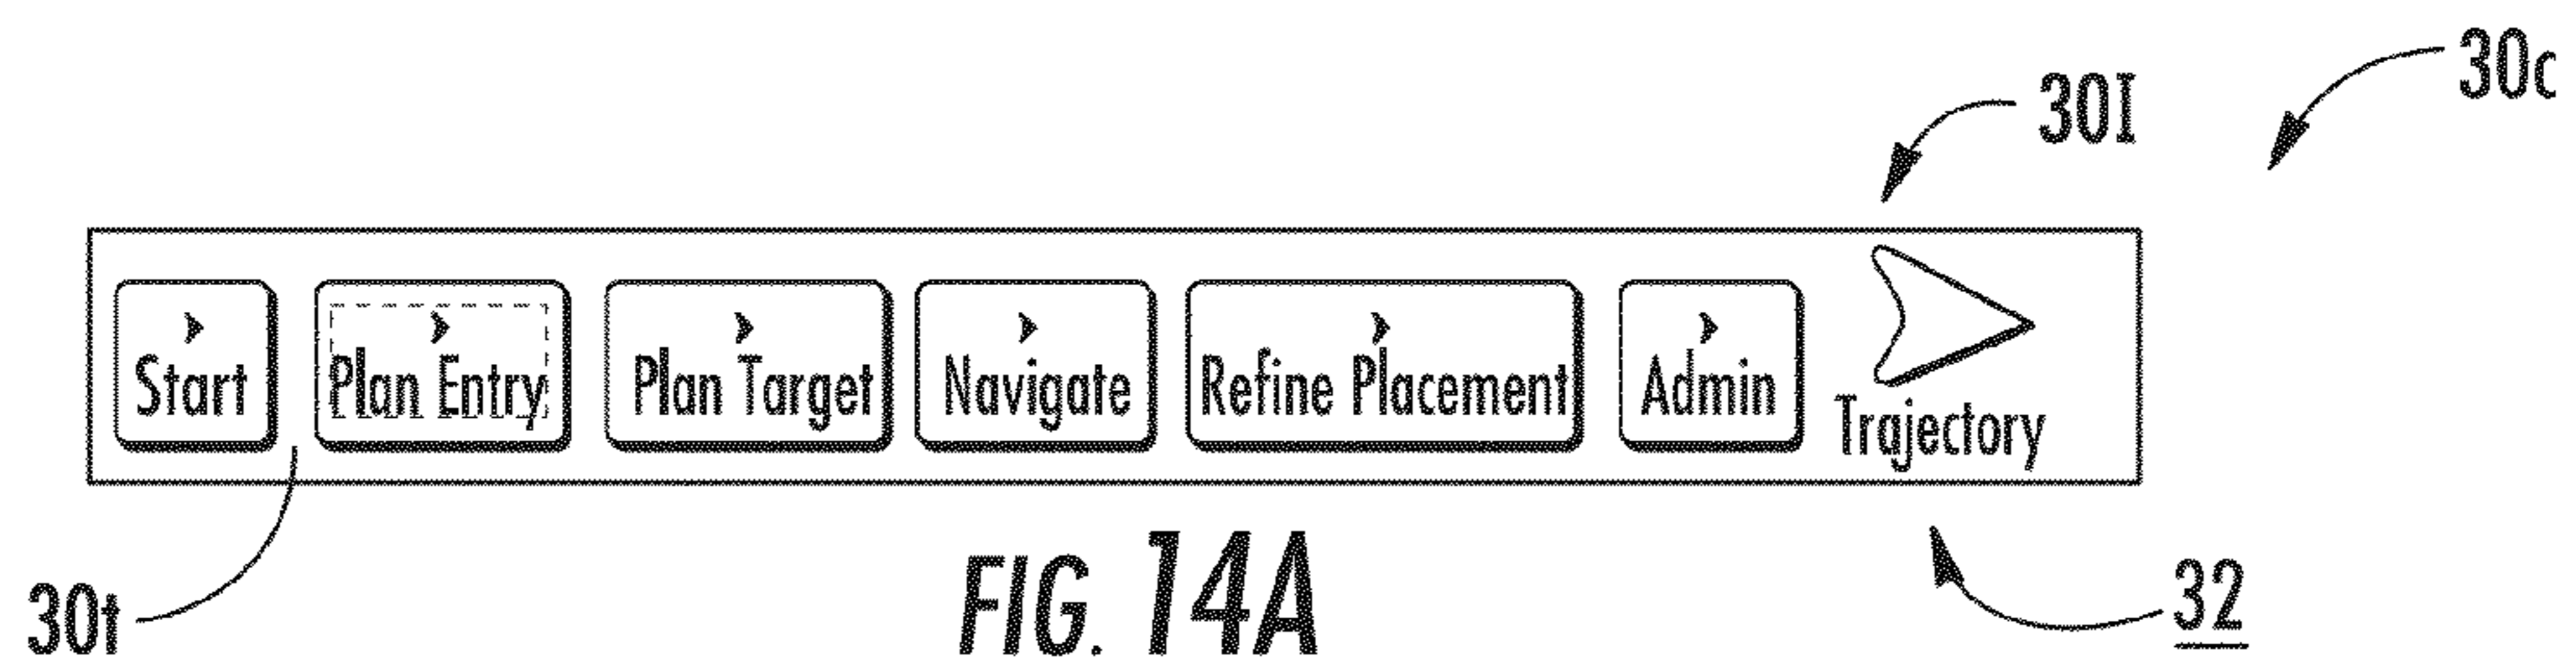 30c
30I
Start Plan Entry Plan Target Navigate Refine Placement Admin Trajectory
30t
32
FIG. 14A